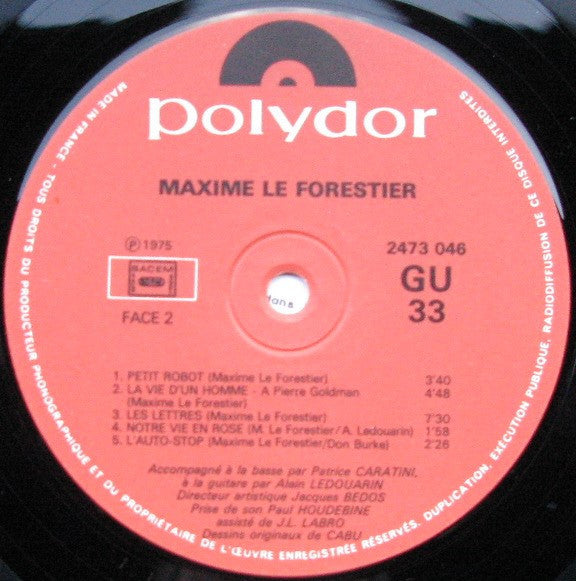 polydor
MAXIME LE FORESTIER
℗ 1975
SACEM
FACE 2
2473 046
GU
33
1. PETIT ROBOT (Maxime Le Forestier) 3'40
2. LA VIE D'UN HOMME - A Pierre Goldman 4'48
(Maxime Le Forestier)
3. LES LETTRES (Maxime Le Forestier) 7'30
4. NOTRE VIE EN ROSE (M. Le Forestier/A. Ledouarin) 1'58
5. L'AUTO-STOP (Maxime Le Forestier/Don Burke) 2'26
Accompagné à la basse par Patrice CARATINI,
à la guitare par Alain LEDOUARIN
Directeur artistique Jacques BEDOS
Prise de son Paul HOUDEBINE
assisté de J.L. LABRO
Dessins originaux de CABU
MADE IN FRANCE - TOUS DROITS DU PRODUCTEUR PHONOGRAPHIQUE ET DU PROPRIÉTAIRE DE L'ŒUVRE ENREGISTRÉE RÉSERVÉS. DUPLICATION, EXÉCUTION PUBLIQUE, RADIODIFFUSION DE CE DISQUE INTERDITES